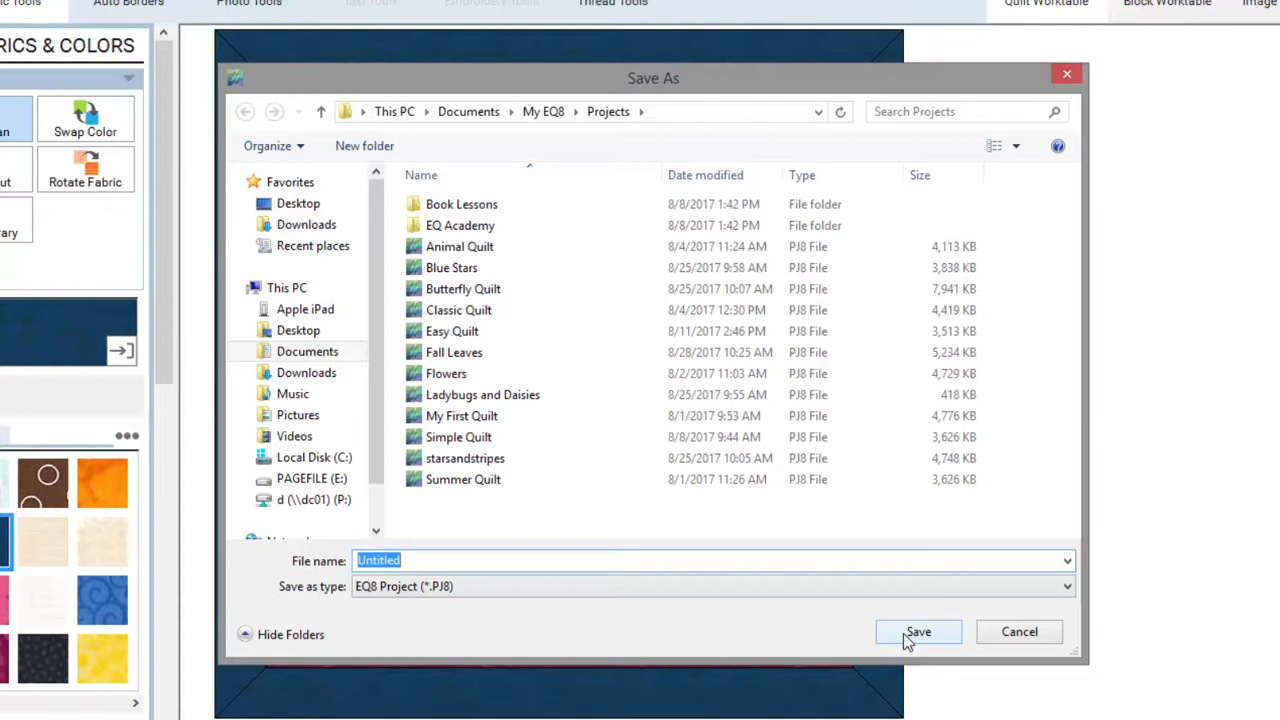 Auto Borders Photo Tools Text Tools Embroidery Tools Thread Tools Quilt Worktable Block Worktable Image
RICS & COLORS
Save As
This PC Documents My EQ8 Projects Search Projects
Swap Color
Organize New folder
Rotate Fabric
Name Date modified Type Size
Favorites
Desktop
Downloads
Recent places
This PC
Apple iPad
Desktop
Documents
Downloads
Music
Pictures
Videos
Local Disk (C:)
PAGEFILE (E:)
d (\\dc01) (P:)
Book Lessons 8/8/2017 1:42 PM File folder
EQ Academy 8/8/2017 1:42 PM File folder
Animal Quilt 8/4/2017 11:24 AM PJ8 File 4,113 KB
Blue Stars 8/25/2017 9:58 AM PJ8 File 3,838 KB
Butterfly Quilt 8/25/2017 10:07 AM PJ8 File 7,941 KB
Classic Quilt 8/4/2017 12:30 PM PJ8 File 4,419 KB
Easy Quilt 8/11/2017 2:46 PM PJ8 File 3,513 KB
Fall Leaves 8/28/2017 10:25 AM PJ8 File 5,234 KB
Flowers 8/2/2017 11:03 AM PJ8 File 4,729 KB
Ladybugs and Daisies 8/25/2017 9:55 AM PJ8 File 418 KB
My First Quilt 8/1/2017 9:53 AM PJ8 File 4,776 KB
Simple Quilt 8/8/2017 9:44 AM PJ8 File 3,626 KB
starsandstripes 8/25/2017 10:05 AM PJ8 File 4,748 KB
Summer Quilt 8/1/2017 11:26 AM PJ8 File 3,626 KB
File name: Untitled
Save as type: EQ8 Project (*.PJ8)
Hide Folders Save Cancel